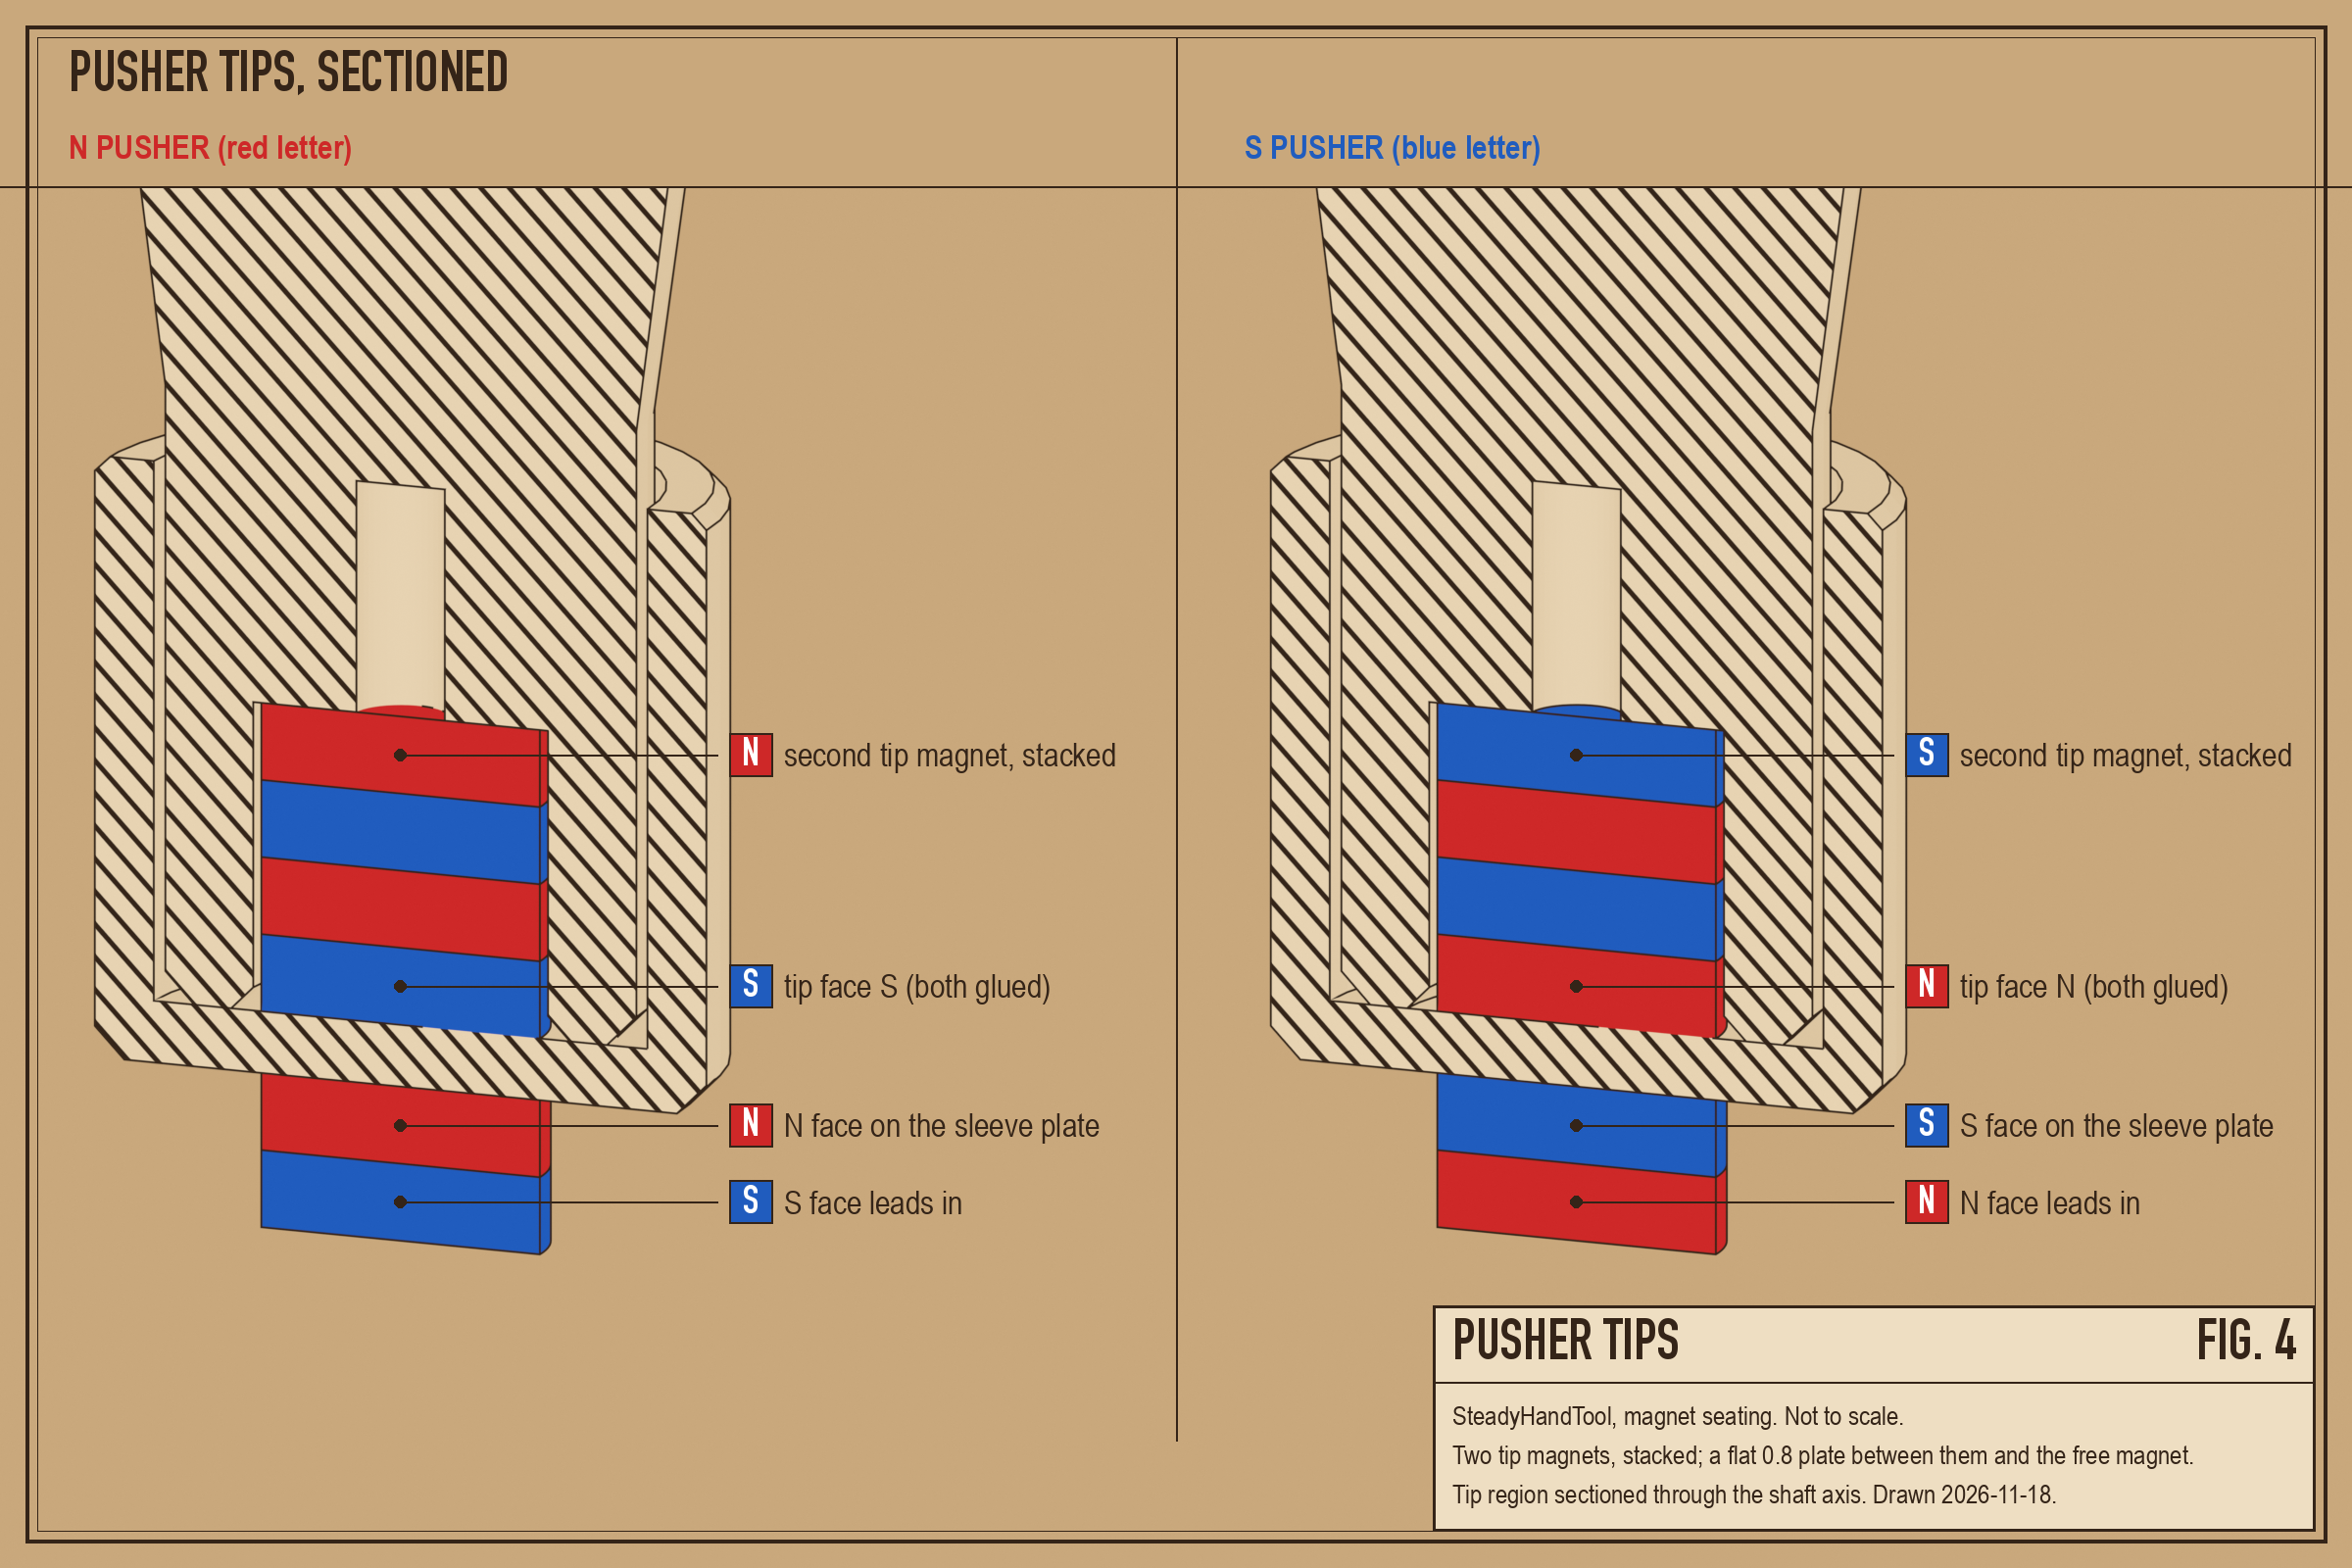 PUSHER TIPS, SECTIONED
N PUSHER (red letter)
N second tip magnet, stacked
S tip face S (both glued)
N N face on the sleeve plate
S S face leads in
S PUSHER (blue letter)
S second tip magnet, stacked
N tip face N (both glued)
S S face on the sleeve plate
N N face leads in
PUSHER TIPS FIG. 4
SteadyHandTool, magnet seating. Not to scale.
Two tip magnets, stacked; a flat 0.8 plate between them and the free magnet.
Tip region sectioned through the shaft axis. Drawn 2026-11-18.